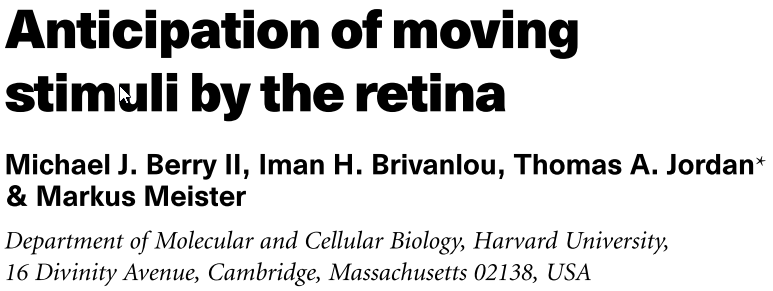 Anticipation of moving
stimuli by the retina
Michael J. Berry II, Iman H. Brivanlou, Thomas A. Jordan*
& Markus Meister
Department of Molecular and Cellular Biology, Harvard University,
16 Divinity Avenue, Cambridge, Massachusetts 02138, USA